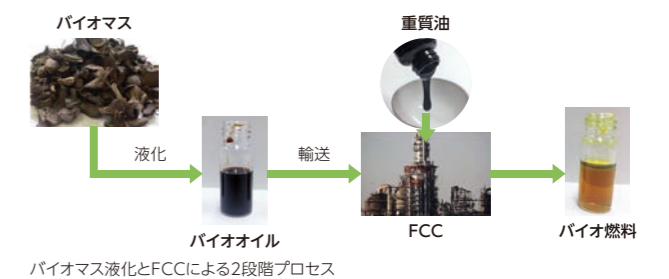 バイオマス
重質油
液化
輸送
バイオオイル
FCC
バイオ燃料
バイオマス液化とFCCによる2段階プロセス